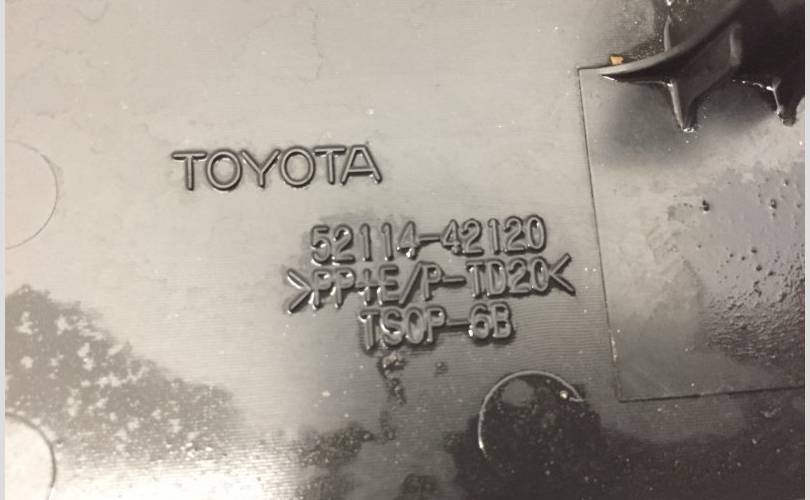 TOYOTA
52114-42120
>PP+E/P-TD20<
TSOP-6B